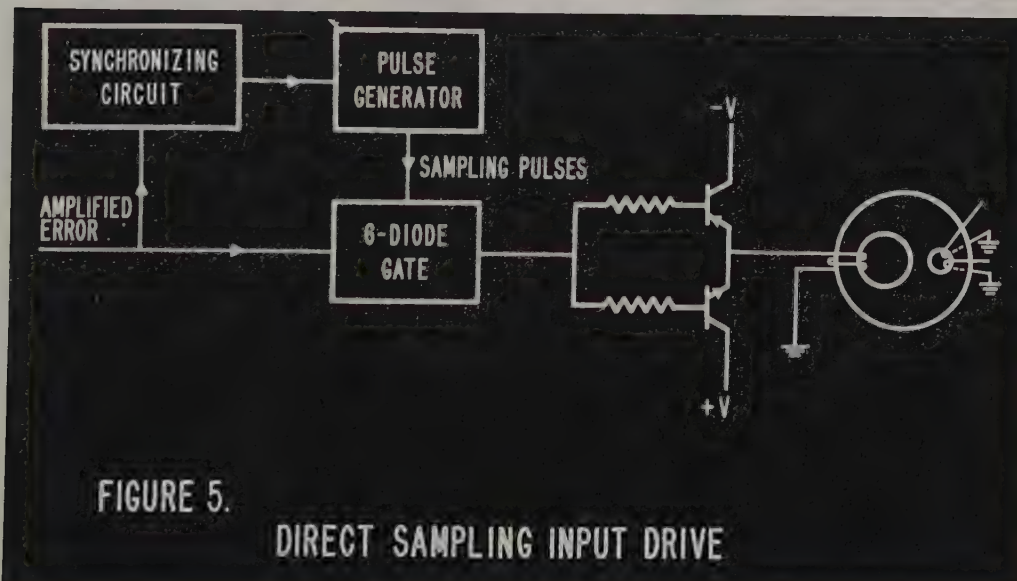 SYNCHRONIZING
CIRCUIT
PULSE
GENERATOR
-V
SAMPLING PULSES
AMPLIFIED
ERROR
6-DIODE
GATE
+V
FIGURE 5.
DIRECT SAMPLING INPUT DRIVE